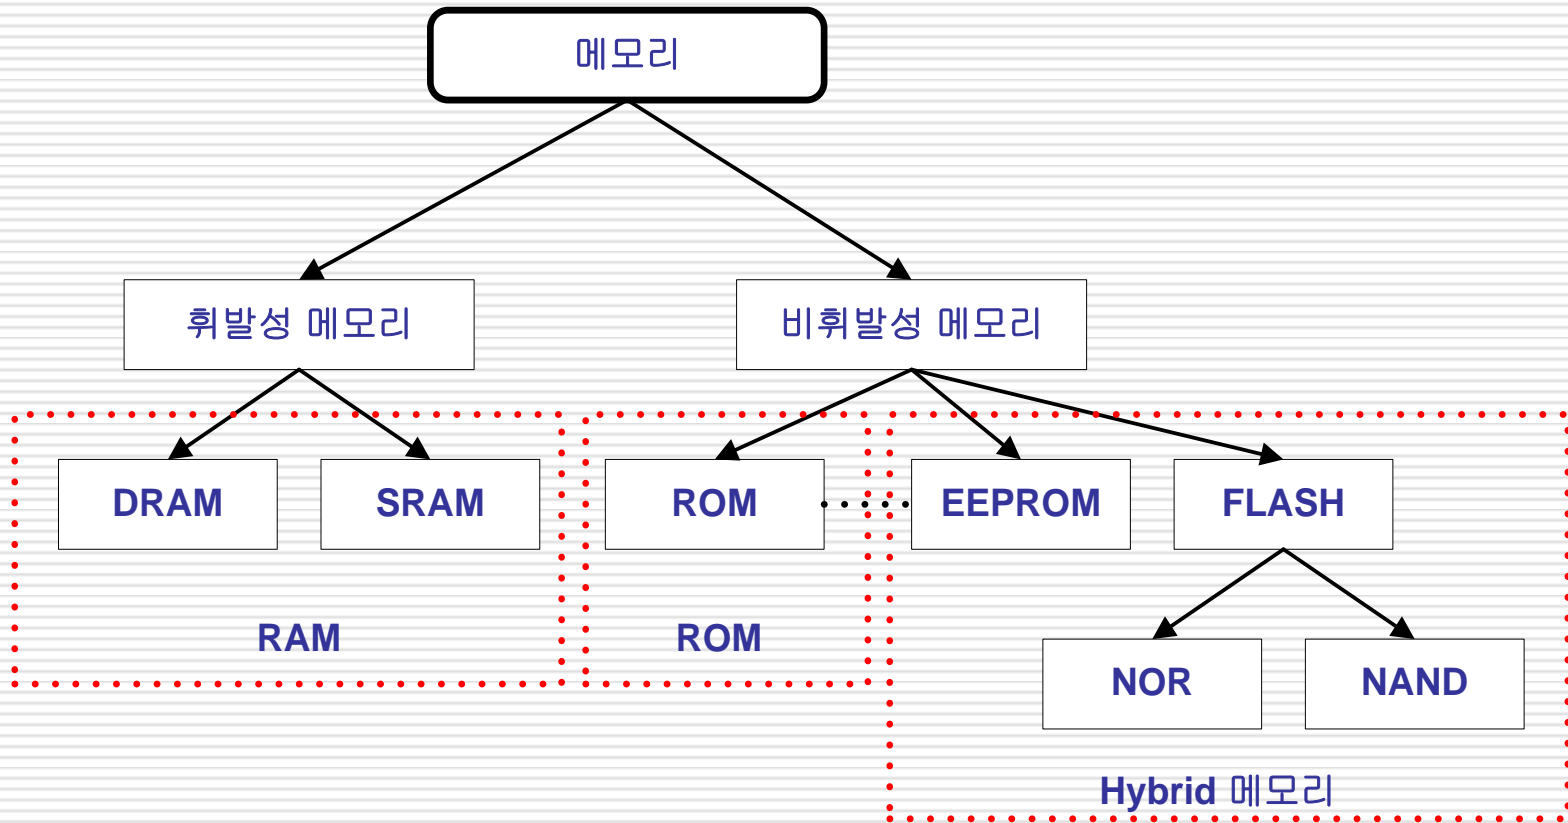 메모리
휘발성 메모리
비휘발성 메모리
DRAM
SRAM
ROM
EEPROM
FLASH
RAM
ROM
NOR
NAND
Hybrid 메모리